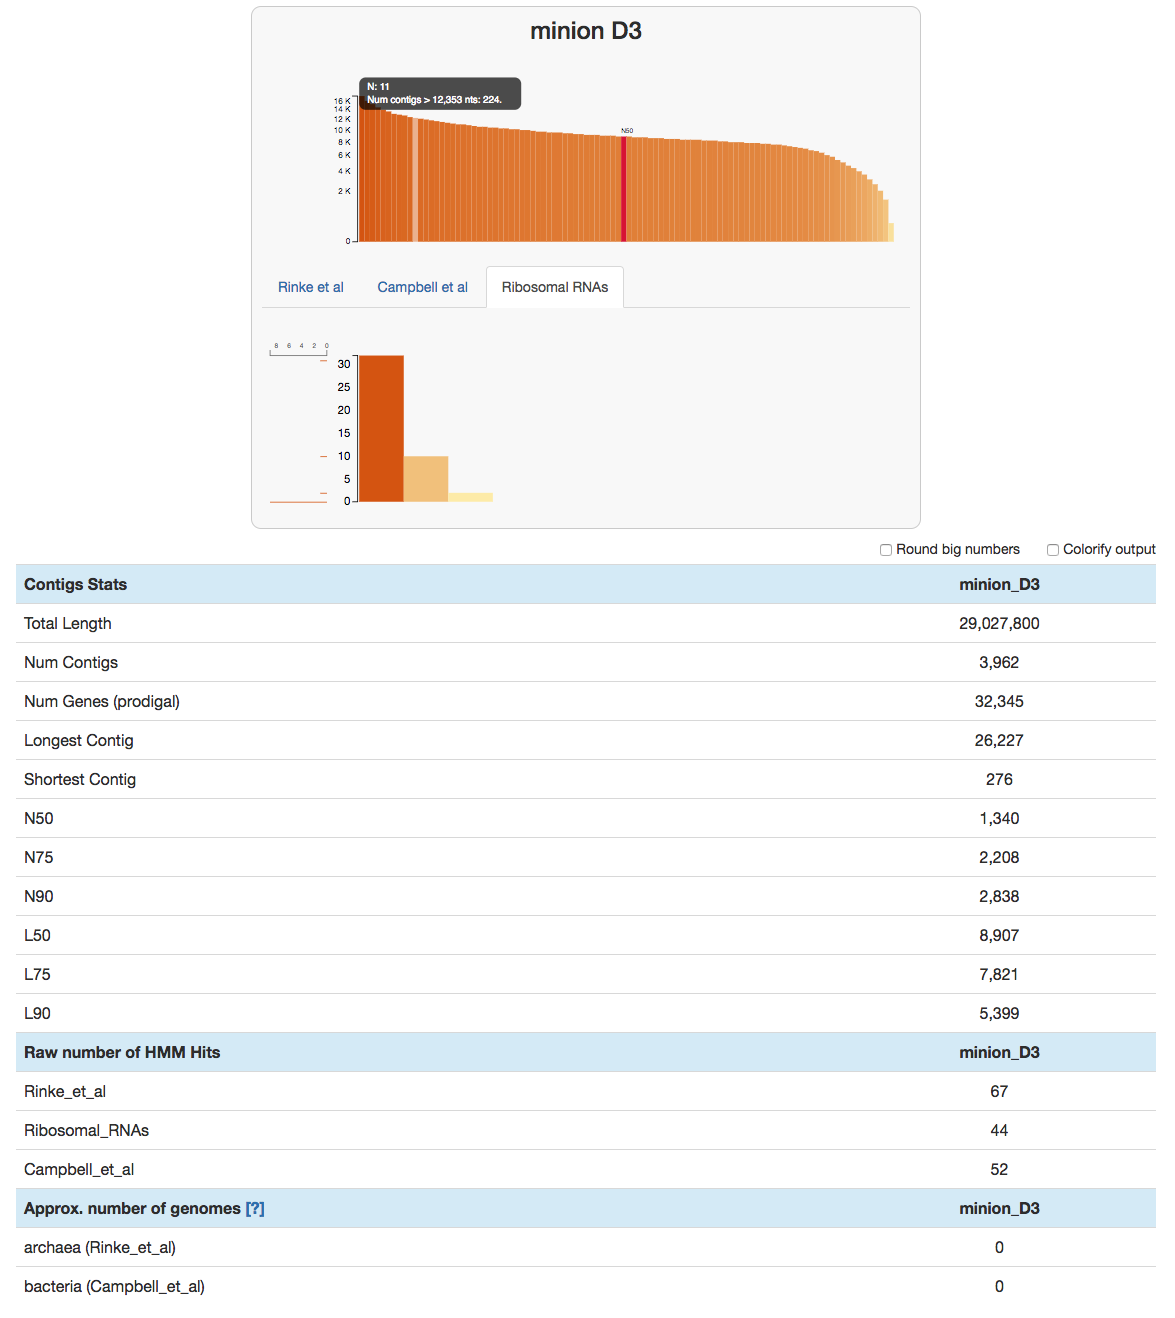 minion D3
N: 11
Num contigs > 12,353 nts: 224.
16 K
14 K
12 K
10 K
8 K
6 K
4 K
2 K
0
N50
Rinke et al Campbell et al Ribosomal RNAs
8 6 4 2 0
30
25
20
15
10
5
0
Round big numbers Colorify output
Contigs Stats minion_D3
Total Length 29,027,800
Num Contigs 3,962
Num Genes (prodigal) 32,345
Longest Contig 26,227
Shortest Contig 276
N50 1,340
N75 2,208
N90 2,838
L50 8,907
L75 7,821
L90 5,399
Raw number of HMM Hits minion_D3
Rinke_et_al 67
Ribosomal_RNAs 44
Campbell_et_al 52
Approx. number of genomes [?] minion_D3
archaea (Rinke_et_al) 0
bacteria (Campbell_et_al) 0